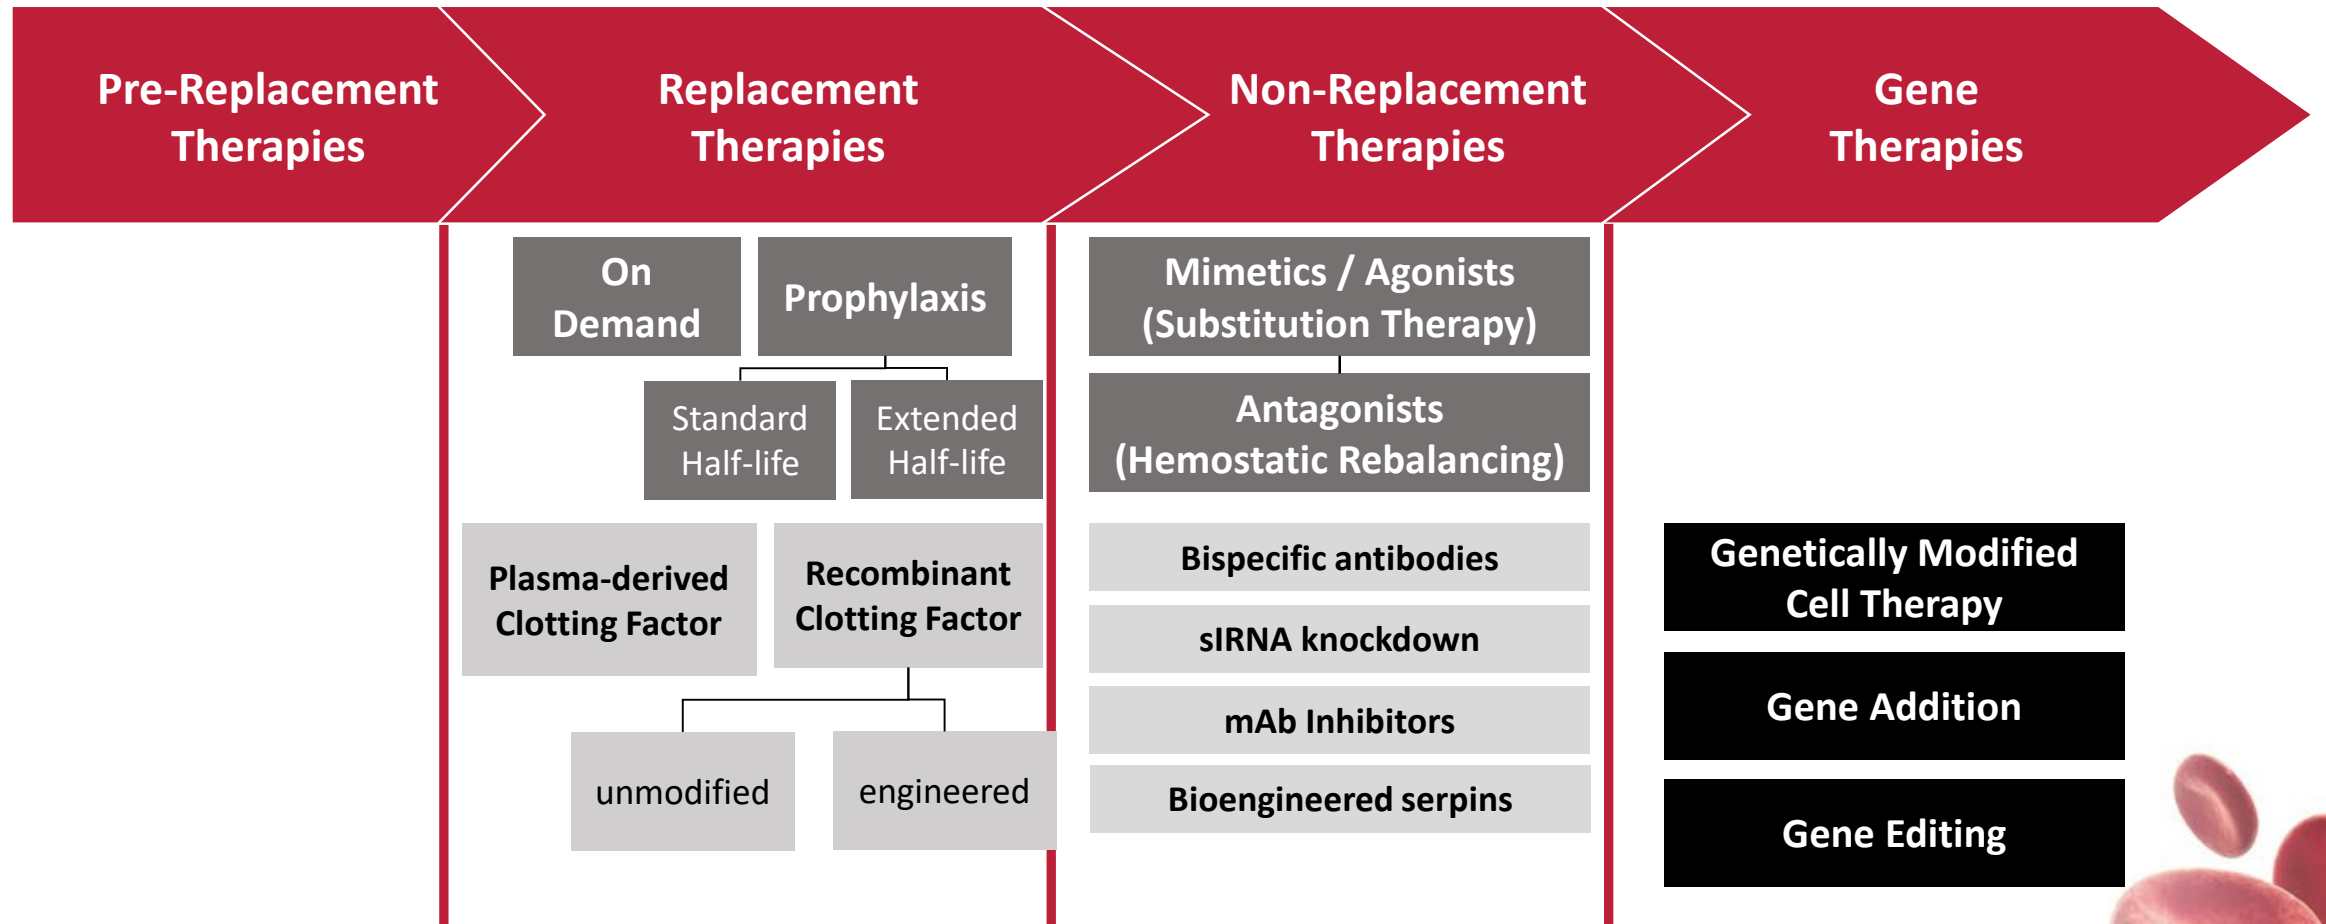 Pre-Replacement
Therapies
Replacement
Therapies
Non-Replacement
Therapies
Gene
Therapies
On
Demand
Prophylaxis
Standard
Half-life
Extended
Half-life
Plasma-derived
Clotting Factor
Recombinant
Clotting Factor
unmodified
engineered
Mimetics / Agonists
(Substitution Therapy)
Antagonists
(Hemostatic Rebalancing)
Bispecific antibodies
sIRNA knockdown
mAb Inhibitors
Bioengineered serpins
Genetically Modified
Cell Therapy
Gene Addition
Gene Editing